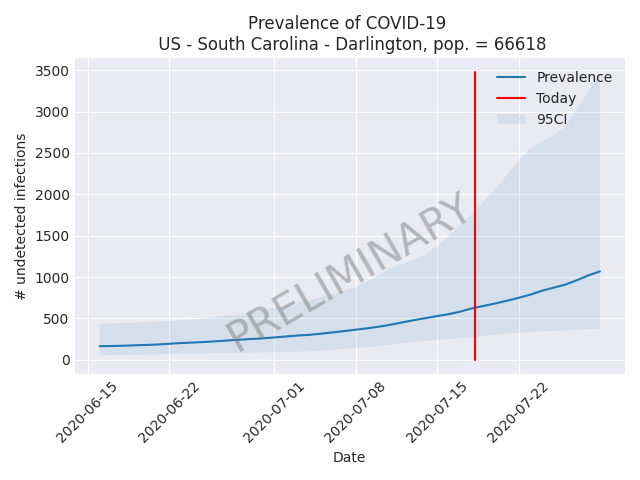 Prevalence of COVID-19
US - South Carolina - Darlington, pop. = 66618
3500
3000
2500
2000
1500
1000
500
0
# undetected infections
Prevalence
Today
95CI
PRELIMINARY
2020-06-15
2020-06-22
2020-07-01
2020-07-08
2020-07-15
2020-07-22
Date